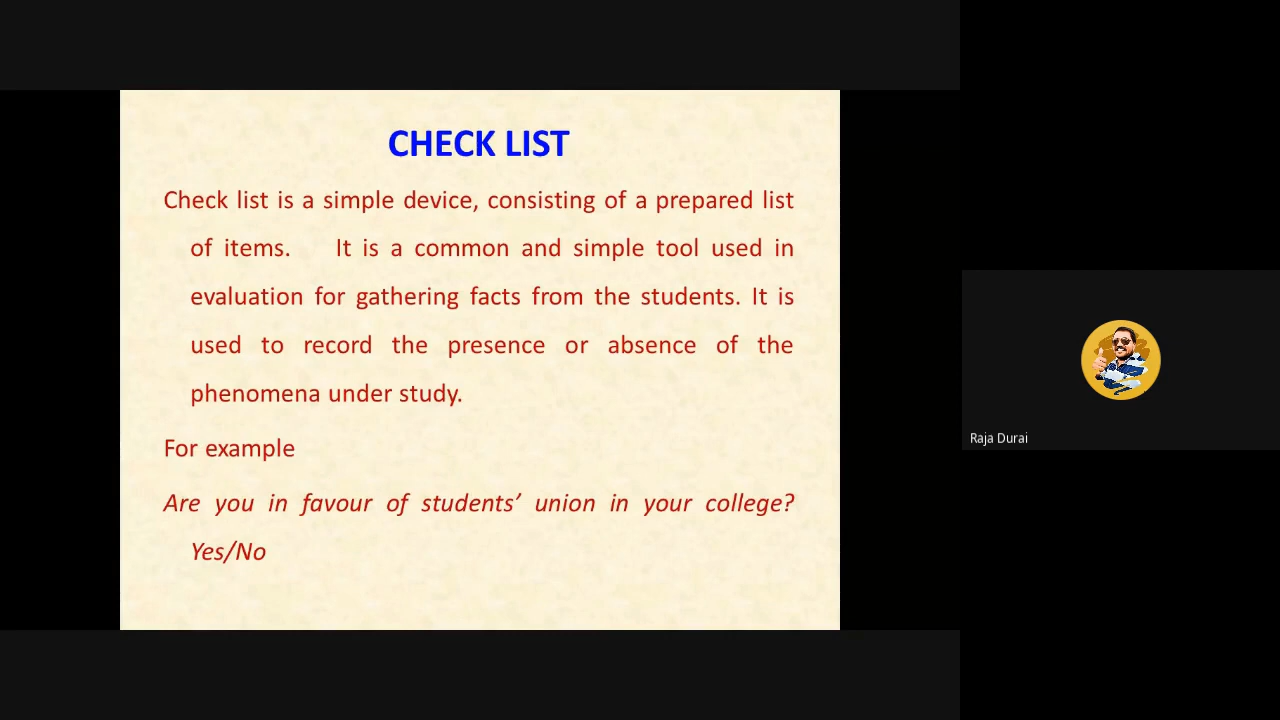 CHECK LIST
Check list is a simple device, consisting of a prepared list
of items. It is a common and simple tool used in
evaluation for gathering facts from the students. It is
used to record the presence or absence of the
phenomena under study.
For example
Are you in favour of students’ union in your college?
Yes/No
Raja Durai